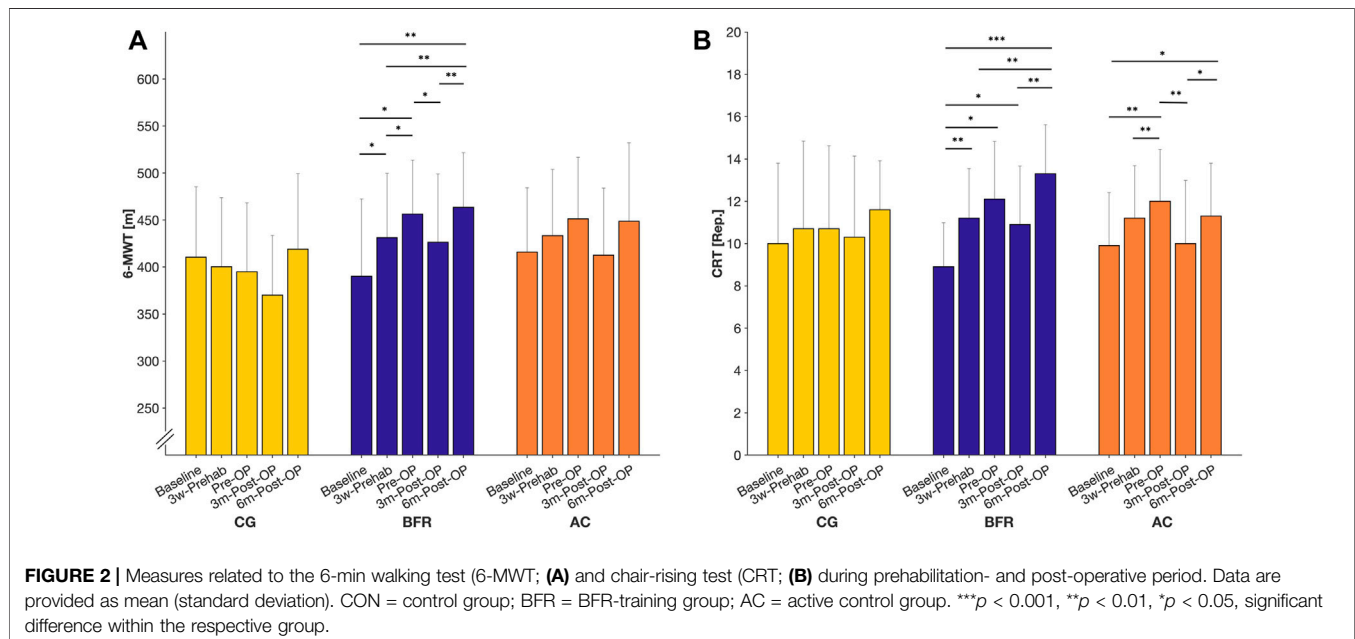 A
B
**
**
**
*
*
*
*
***
**
**
*
*
**
*
*
**
**
**
6-MWT [m]
600
550
500
450
400
350
300
250
CRT [Rep.]
20
18
16
14
12
10
8
6
4
2
0
Baseline
3w-Prehab
Pre-OP
3m-Post-OP
6m-Post-OP
Baseline
3w-Prehab
Pre-OP
3m-Post-OP
6m-Post-OP
Baseline
3w-Prehab
Pre-OP
3m-Post-OP
6m-Post-OP
CG BFR AC
Baseline
3w-Prehab
Pre-OP
3m-Post-OP
6m-Post-OP
Baseline
3w-Prehab
Pre-OP
3m-Post-OP
6m-Post-OP
Baseline
3w-Prehab
Pre-OP
3m-Post-OP
6m-Post-OP
CG BFR AC
FIGURE 2 | Measures related to the 6-min walking test (6-MWT; (A) and chair-rising test (CRT; (B) during prehabilitation- and post-operative period. Data are
provided as mean (standard deviation). CON = control group; BFR = BFR-training group; AC = active control group. ***p < 0.001, **p < 0.01, *p < 0.05, significant
difference within the respective group.